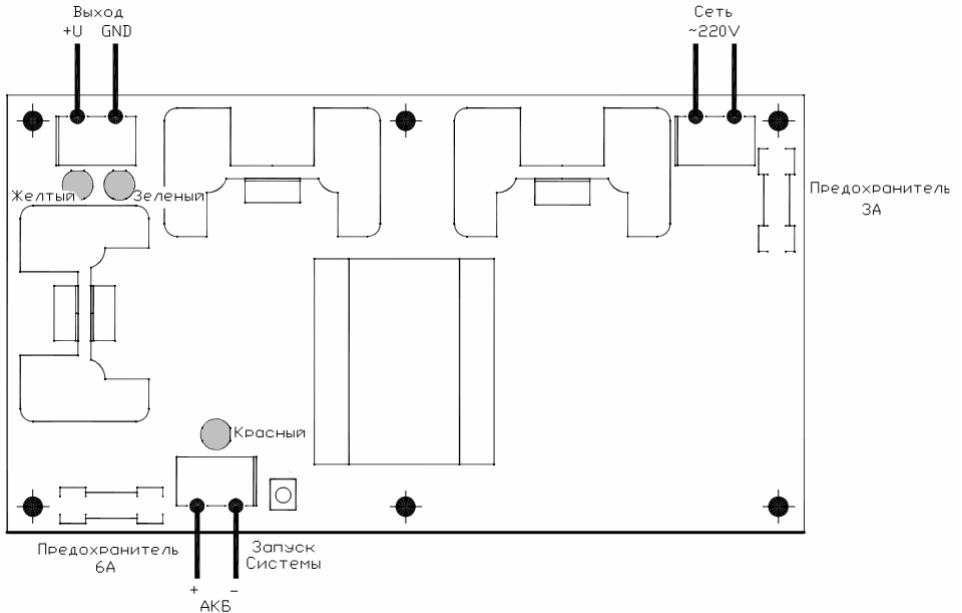 Выход
+U GND
Сеть
~220V
Желтый
Зеленый
Предохранитель
3А
Красный
Предохранитель
6А
Запуск
Системы
+ -
АКБ